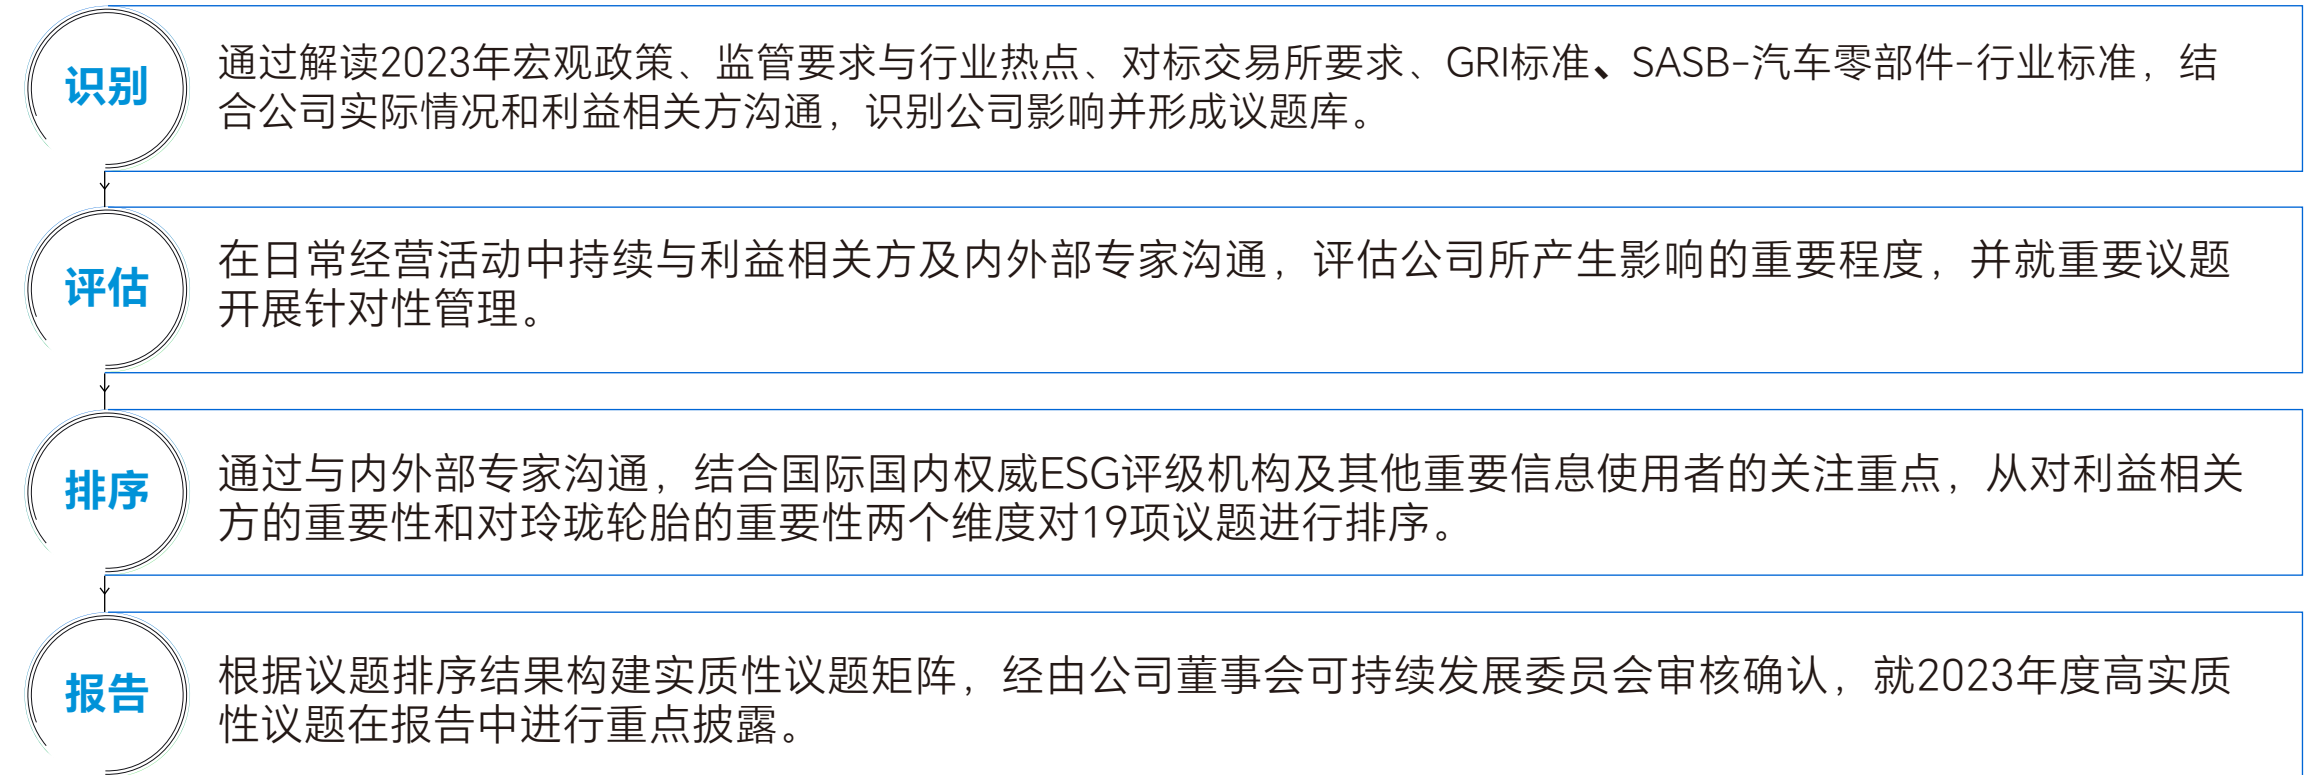 识别
通过解读2023年宏观政策、监管要求与行业热点、对标交易所要求、GRI标准、SASB-汽车零部件-行业标准，结
合公司实际情况和利益相关方沟通，识别公司影响并形成议题库。
评估
在日常经营活动中持续与利益相关方及内外部专家沟通，评估公司所产生影响的重要程度，并就重要议题
开展针对性管理。
排序
通过与内外部专家沟通，结合国际国内权威ESG评级机构及其他重要信息使用者的关注重点，从对利益相关
方的重要性和对玲珑轮胎的重要性两个维度对19项议题进行排序。
报告
根据议题排序结果构建实质性议题矩阵，经由公司董事会可持续发展委员会审核确认，就2023年度高实质
性议题在报告中进行重点披露。